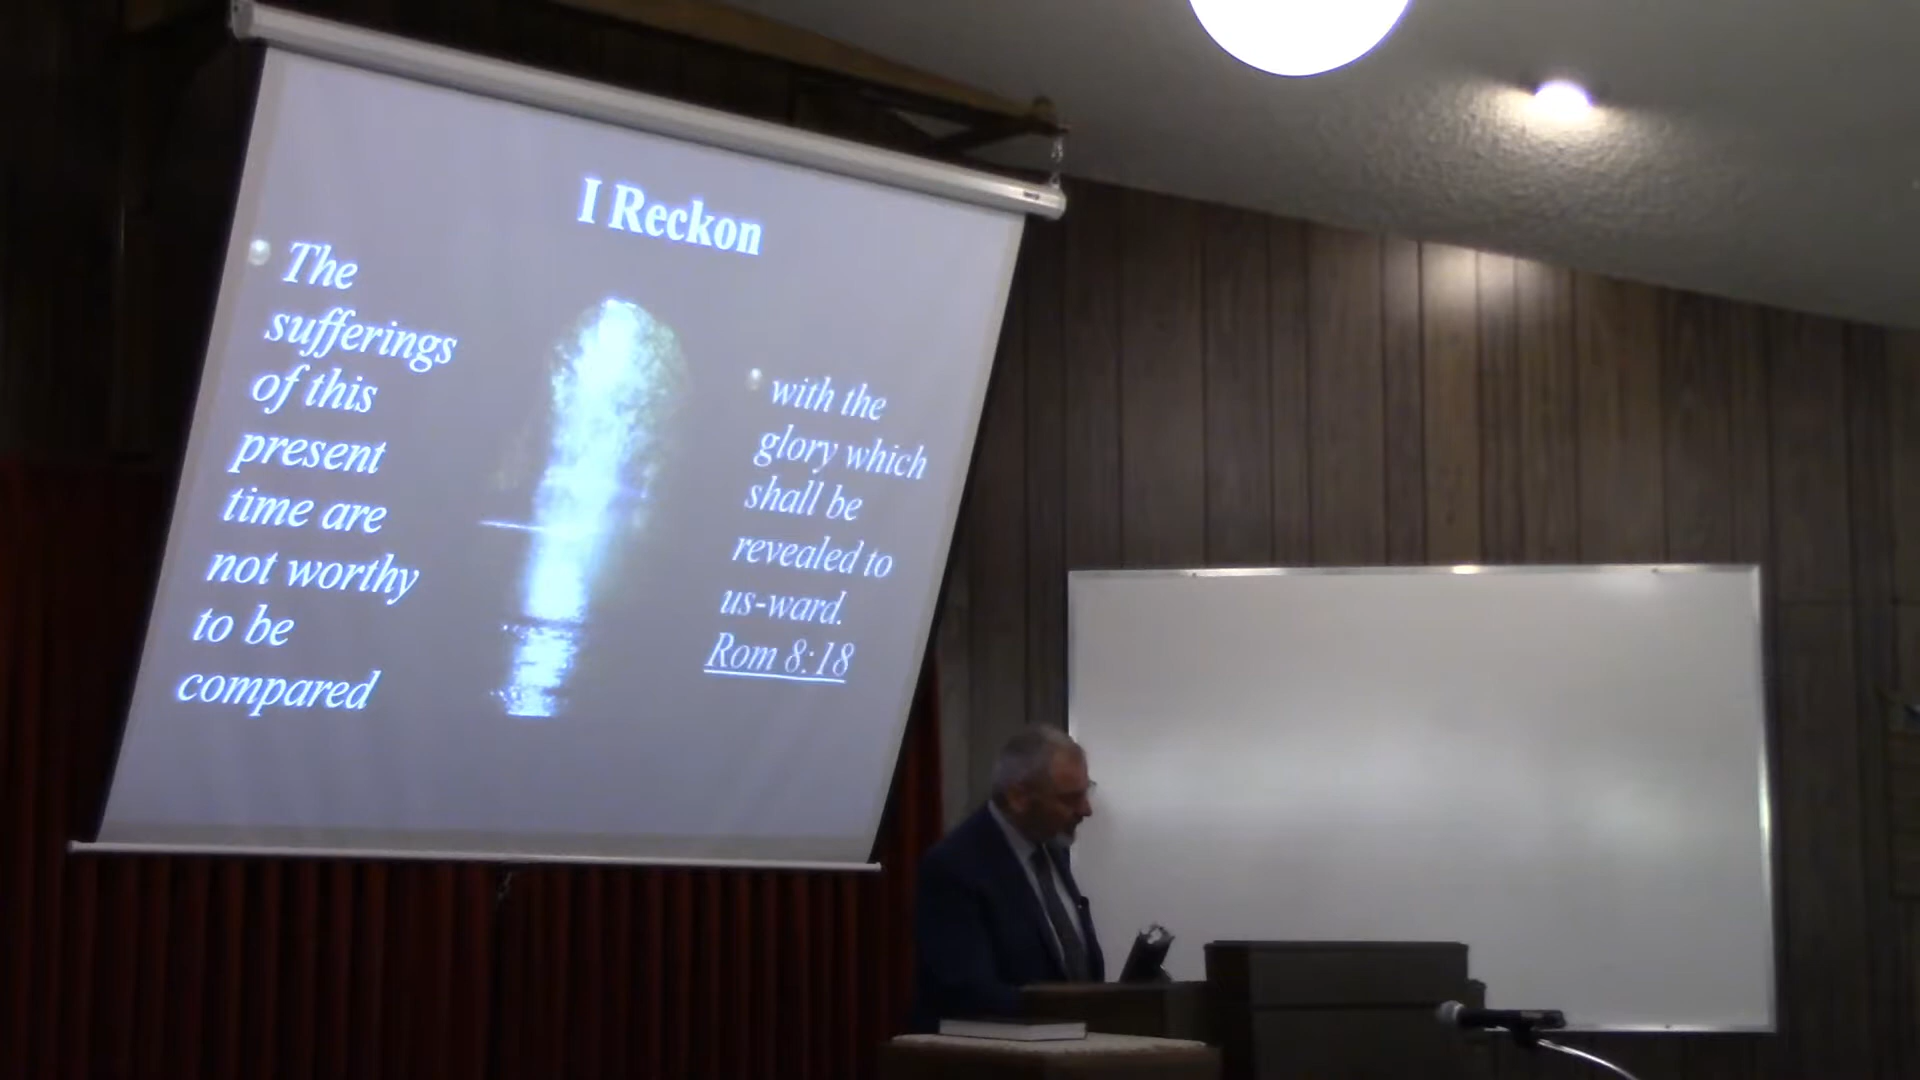 I Reckon
The
sufferings
of this
present
time are
not worthy
to be
compared
with the
glory which
shall be
revealed to
us-ward.
Rom 8:18